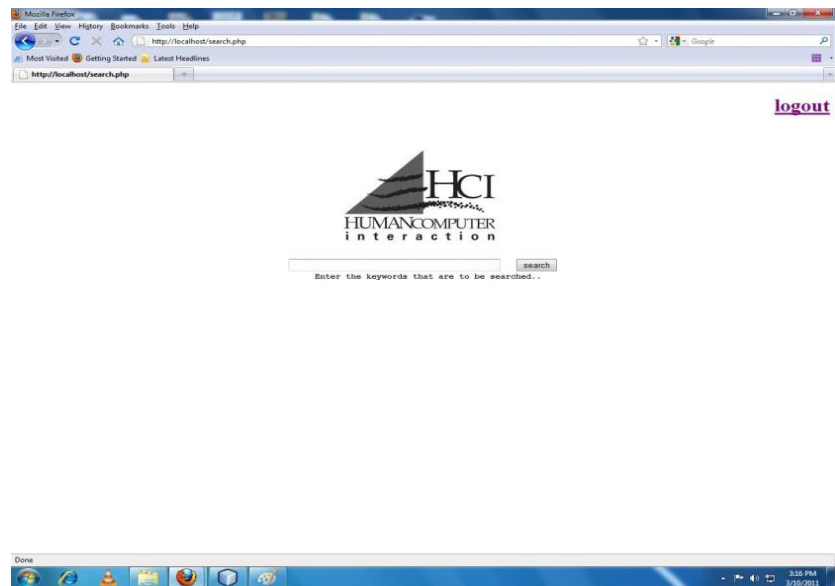 Mozilla Firefox
File Edit View History Bookmarks Tools Help
http://localhost/search.php
Google
Most Visited Getting Started Latest Headlines
http://localhost/search.php
logout
HCI
HUMANCOMPUTER
interaction
search
Enter the keywords that are to be searched..
Done
3:16 PM
3/10/2011